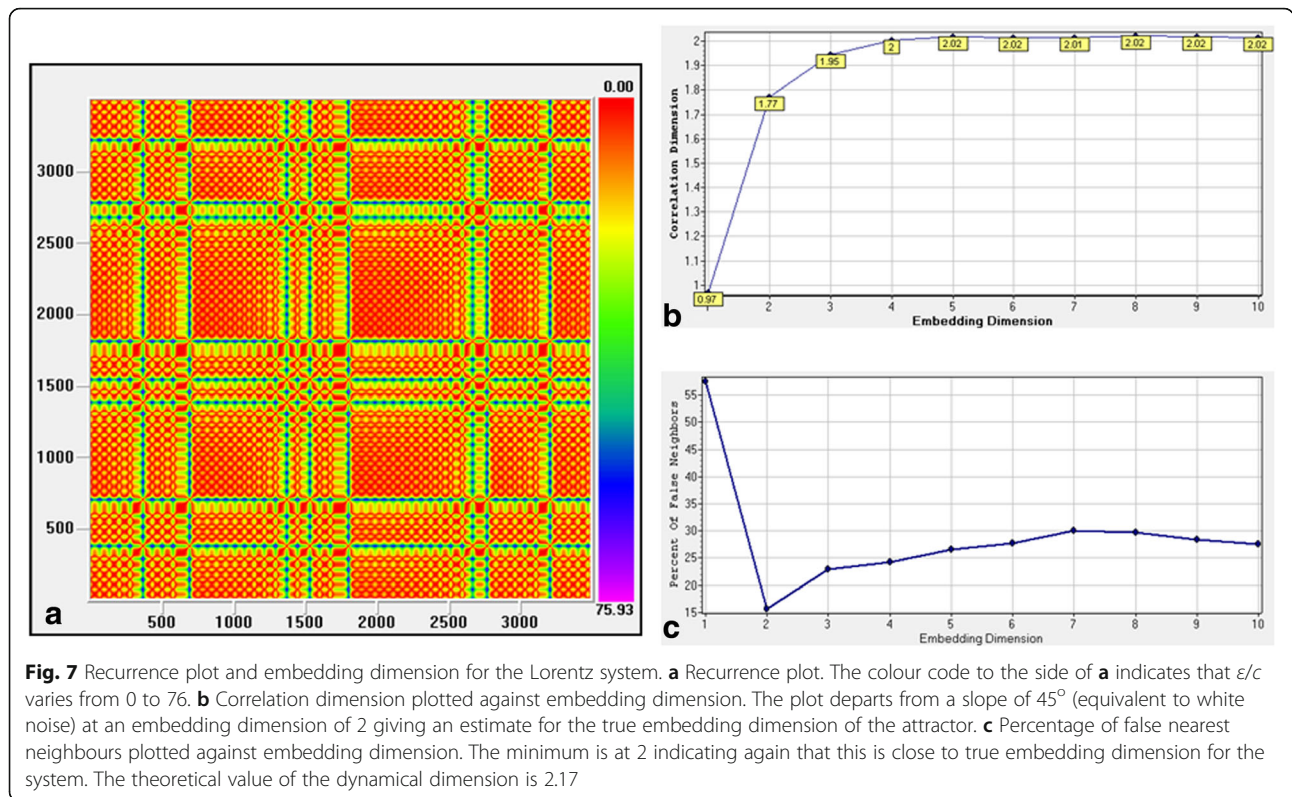 0.00
3000
2500
2000
1500
1000
500
75.93
a
500 1000 1500 2000 2500 3000
2
1.9
1.8
1.7
1.6
1.5
1.4
1.3
1.2
1.1
1
Correlation Dimension
0.97
1.77
1.95
2
2.02
2.02
2.01
2.02
2.02
2.02
2 3 4 5 6 7 8 9 10
Embedding Dimension
b
55
50
45
40
35
30
25
20
15
Percent Of False Neighbors
1 2 3 4 5 6 7 8 9 10
Embedding Dimension
c
Fig. 7 Recurrence plot and embedding dimension for the Lorentz system. a Recurrence plot. The colour code to the side of a indicates that ε/c
varies from 0 to 76. b Correlation dimension plotted against embedding dimension. The plot departs from a slope of 45° (equivalent to white
noise) at an embedding dimension of 2 giving an estimate for the true embedding dimension of the attractor. c Percentage of false nearest
neighbours plotted against embedding dimension. The minimum is at 2 indicating again that this is close to true embedding dimension for the
system. The theoretical value of the dynamical dimension is 2.17